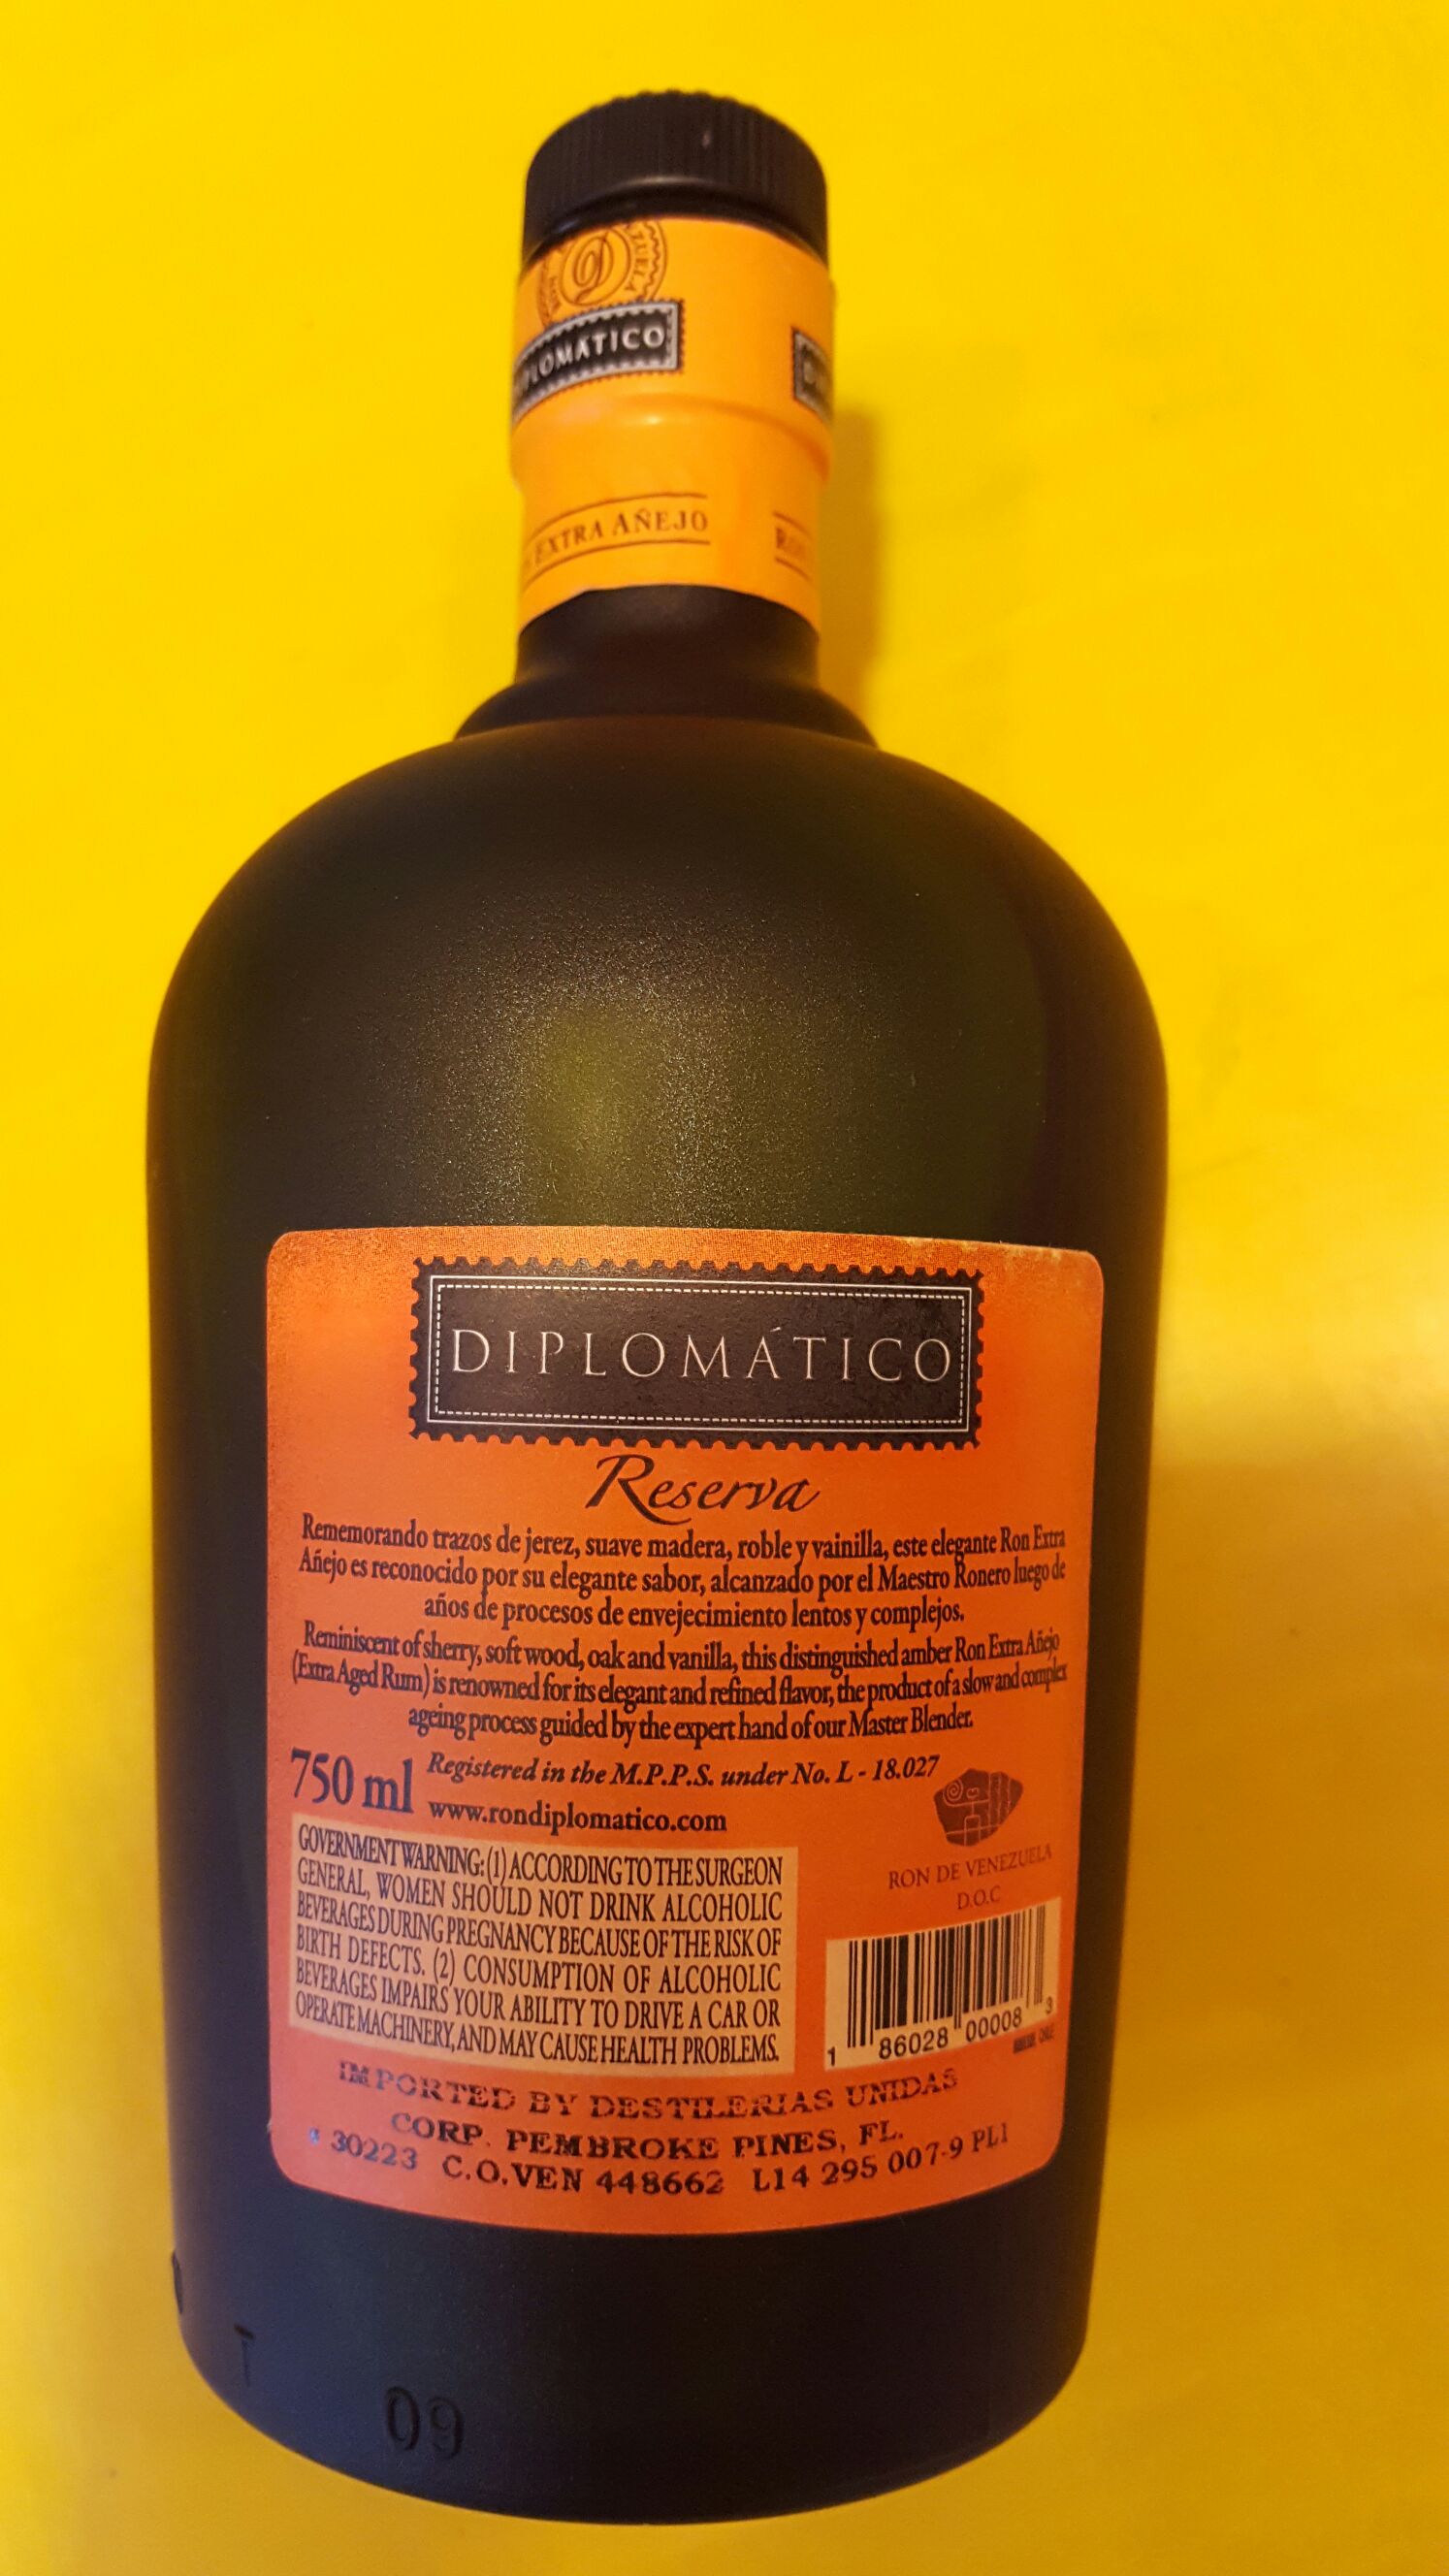 DIPLOMÁTICO
EXTRA AÑEJO
DIPLOMÁTICO
Reserva
Rememorando trazos de jerez, suave madera, roble y vainilla, este elegante Ron Extra
Añejo es reconocido por su elegante sabor, alcanzado por el Maestro Ronero luego de
años de procesos de envejecimiento lentos y complejos.
Reminiscent of sherry, soft wood, oak and vanilla, this distinguished amber Ron Extra Añejo
(Extra Aged Rum) is renowned for its elegant and refined flavor, the product of a slow and complex
ageing process guided by the expert hand of our Master Blender.
750 ml
Registered in the M.P.P.S. under No. L - 18.027
www.rondiplomatico.com
RON DE VENEZUELA
D.O.C
GOVERNMENT WARNING: (1) ACCORDING TO THE SURGEON
GENERAL, WOMEN SHOULD NOT DRINK ALCOHOLIC
BEVERAGES DURING PREGNANCY BECAUSE OF THE RISK OF
BIRTH DEFECTS. (2) CONSUMPTION OF ALCOHOLIC
BEVERAGES IMPAIRS YOUR ABILITY TO DRIVE A CAR OR
OPERATE MACHINERY, AND MAY CAUSE HEALTH PROBLEMS.
1 86028 00008 3
IMPORTED BY DESTILERIAS UNIDAS
CORP. PEMBROKE PINES, FL.
30223 C.O.VEN 448662 L14 295 007-9 PL1
T
09